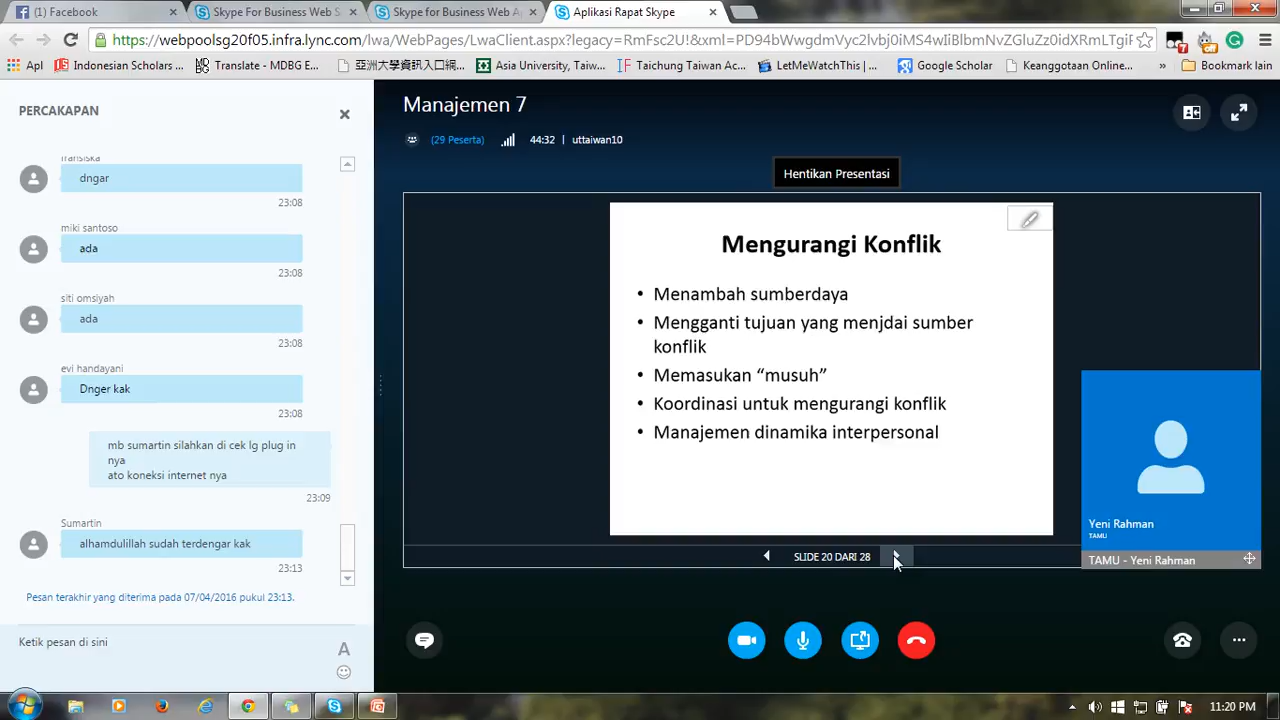 (1) Facebook
Skype For Business Web S
Skype for Business Web Ap
Aplikasi Rapat Skype
https://webpoolsg20f05.infra.lync.com/lwa/WebPages/LwaClient.aspx?legacy=RmFsc2U!&xml=PD94bWwgdmVyc2lvbj0iMS4wIiBlbmNvZGluZz0idXRmLTgiP
Apl
Indonesian Scholars ...
Translate - MDBG E...
亞洲大學資訊入口網...
Asia University, Taiw...
Taichung Taiwan Ac...
LetMeWatchThis | ...
Google Scholar
Keanggotaan Online...
»
Bookmark lain
PERCAKAPAN
fransiska
dngar
23:08
miki santoso
ada
23:08
siti omsiyah
ada
23:08
evi handayani
Dnger kak
23:08
mb sumartin silahkan di cek lg plug in
nya
ato koneksi internet nya
23:09
Sumartin
alhamdulillah sudah terdengar kak
23:13
Pesan terakhir yang diterima pada 07/04/2016 pukul 23:13.
Ketik pesan di sini
A
Manajemen 7
(29 Peserta)
44:32 | uttaiwan10
Hentikan Presentasi
Mengurangi Konflik
• Menambah sumberdaya
• Mengganti tujuan yang menjdai sumber
konflik
• Memasukan “musuh”
• Koordinasi untuk mengurangi konflik
• Manajemen dinamika interpersonal
SLIDE 20 DARI 28
Yeni Rahman
TAMU
TAMU - Yeni Rahman
11:20 PM